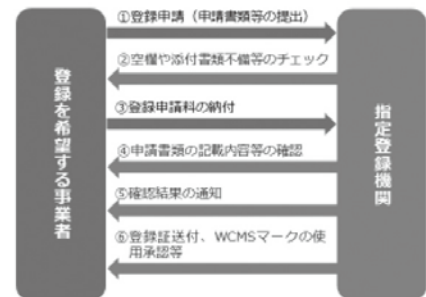 登録を希望する事業者
①登録申請（申請書類等の提出）
②空欄や添付書類不備等のチェック
③登録申請料の納付
④申請書類の記載内容等の確認
⑤確認結果の通知
⑥登録証送付、WCMSマークの使
用承認等
指定登録機関